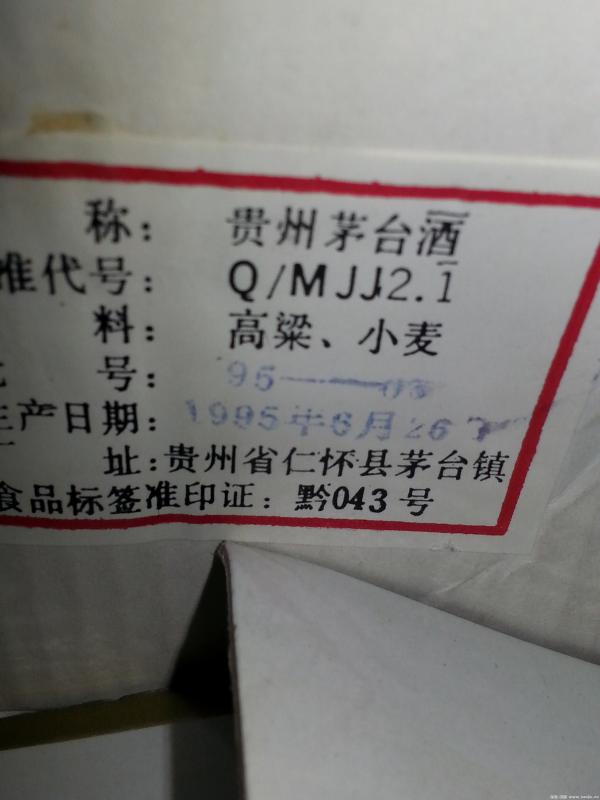 称：贵州茅台酒
准代号：Q/MJJ2.1
料：高粱、小麦
号：95——03
生产日期：1995年6月26
址：贵州省仁怀县茅台镇
食品标签准印证：黔043号